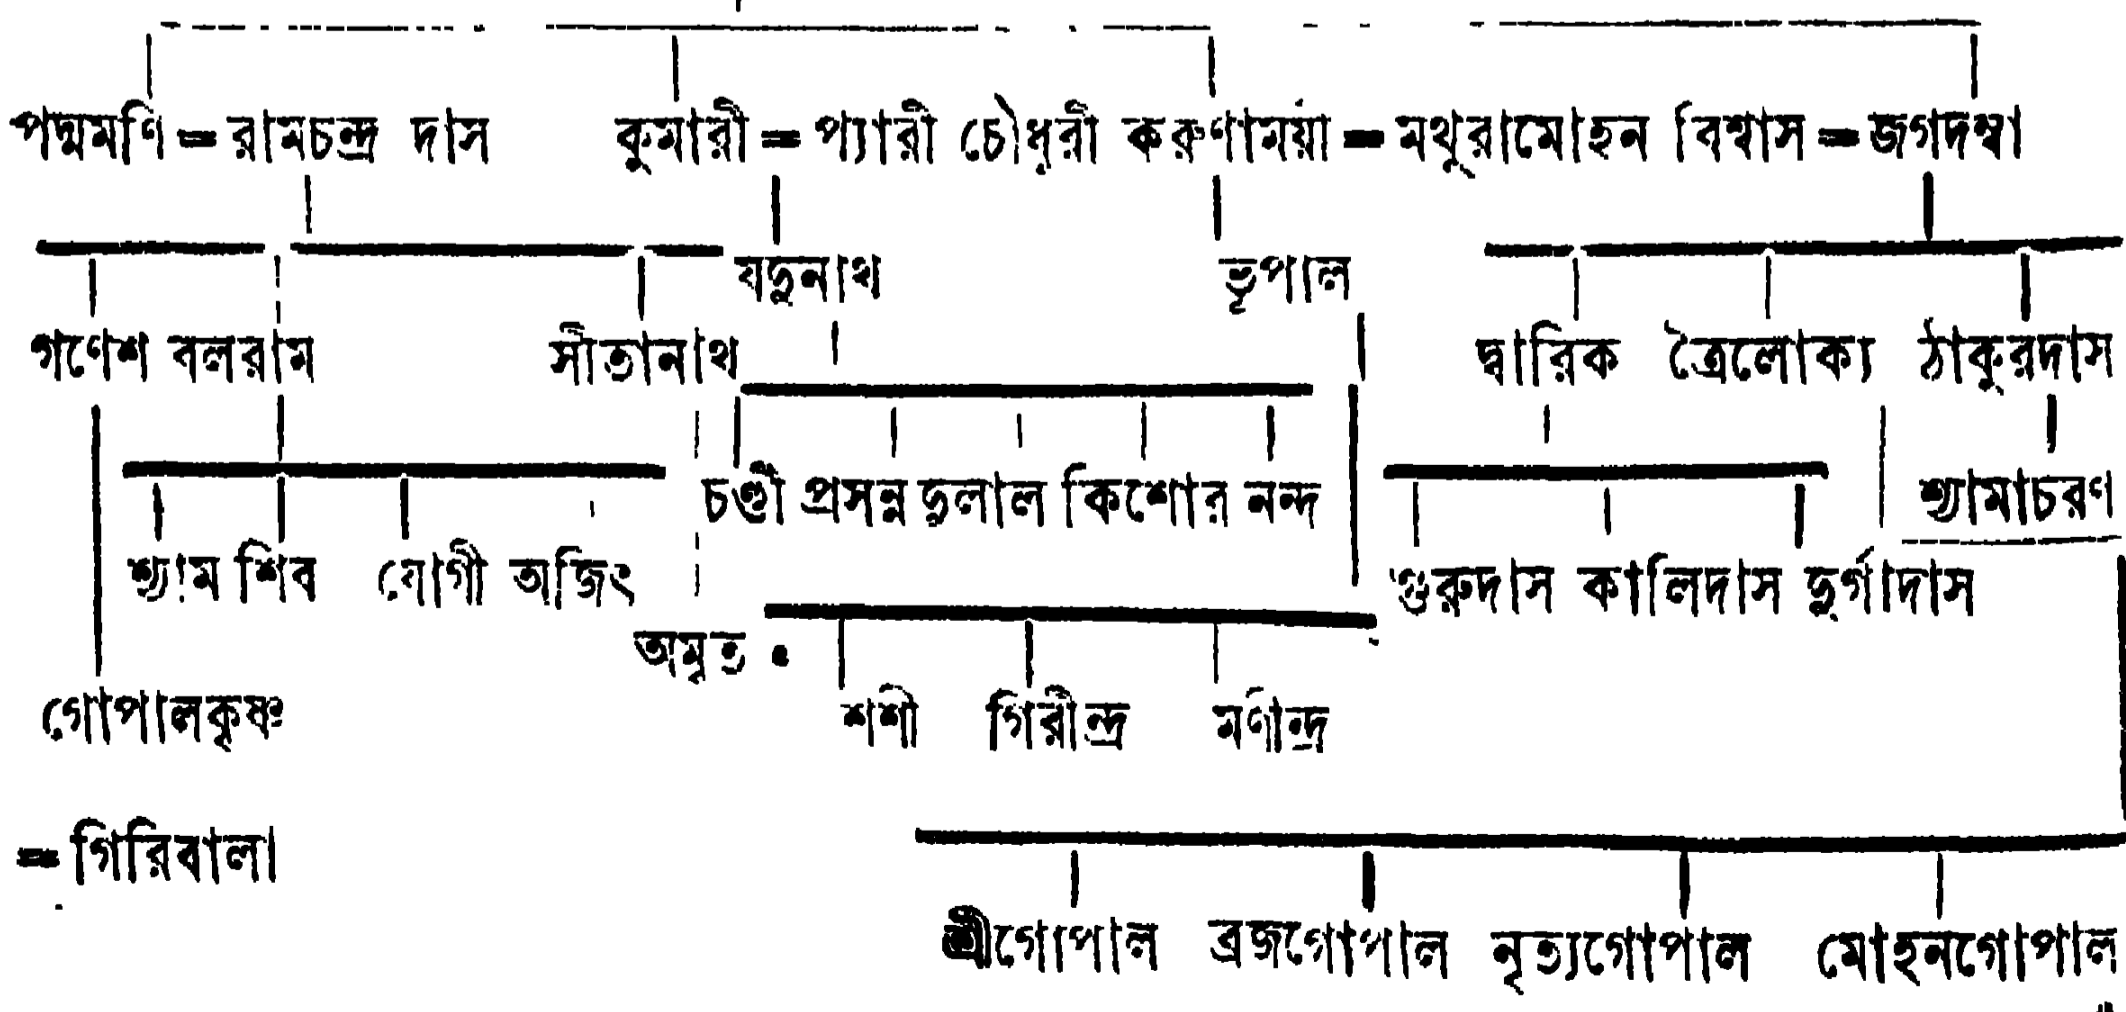 পদ্মমণি = রামচন্দ্র দাস কুমারী = প্যারী চৌধুরী করুণাময়ী = মথুরামোহন বিশ্বাস = জগদম্বা
যদুনাথ ভূপাল
গণেশ বলরাম সীতানাথ দ্বারিক ত্রৈলোক্য ঠাকুরদাস
চণ্ডী প্রসন্ন দুলাল কিশোর নন্দ শ্যামাচরণ
শ্যাম শিব যোগী অজিৎ গুরুদাস কালিদাস দুর্গাদাস
অমৃত
গোপালকৃষ্ণ শশী গিরীন্দ্র মণীন্দ্র
= গিরিবালা
শ্রীগোপাল ব্রজগোপাল নৃত্যগোপাল মোহনগোপাল